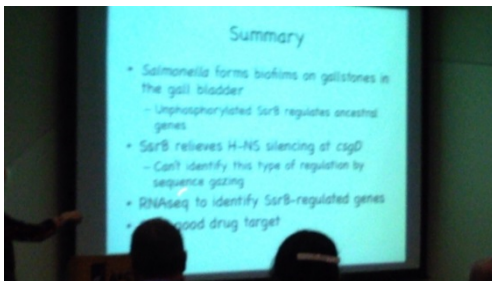 Summary
• Salmonella forms biofilms on gallstones in
the gall bladder
– Unphosphorylated SsrB regulates ancestral
genes
• SsrB relieves H-NS silencing at csgD
– Can't identify this type of regulation by
sequence gazing
• RNAseq to identify SsrB-regulated genes
• good drug target